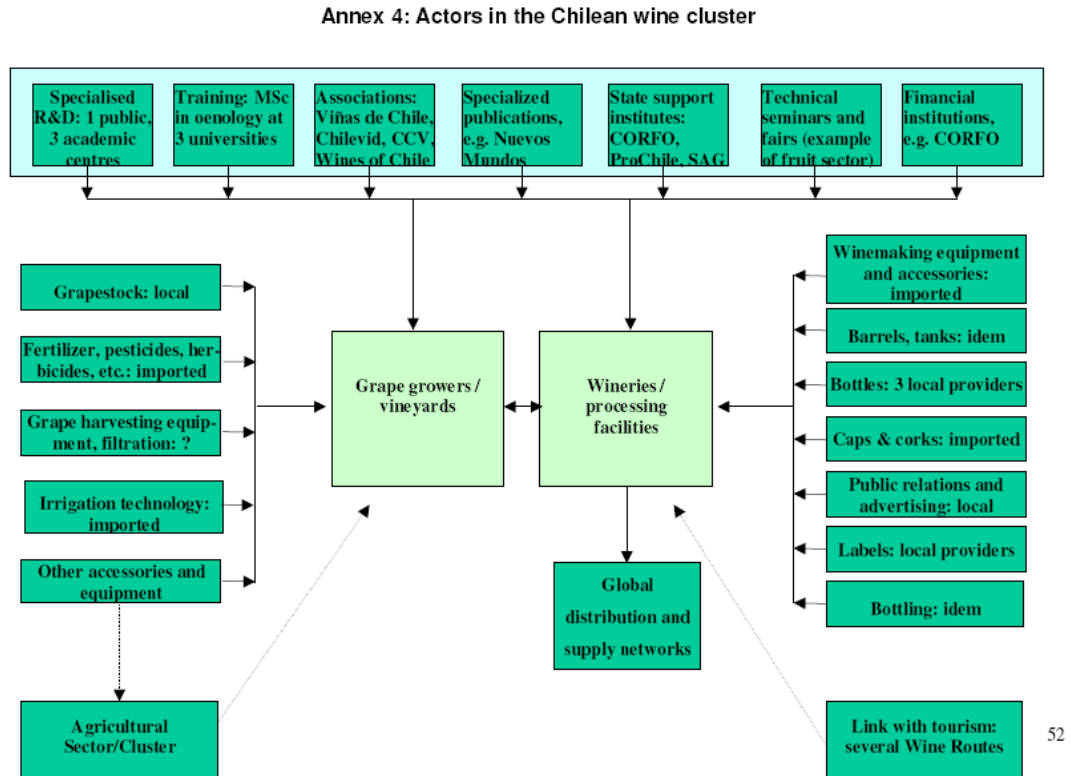 Annex 4: Actors in the Chilean wine cluster
Specialised
R&D: 1 public,
3 academic
centres
Training: MSc
in oenology at
3 universities
Associations:
Viñas de Chile,
Chilevid, CCV,
Wines of Chile
Specialized
publications,
e.g. Nuevos
Mundos
State support
institutes:
CORFO,
ProChile, SAG
Technical
seminars and
fairs (example
of fruit sector)
Financial
institutions,
e.g. CORFO
Grapestock: local
Fertilizer, pesticides, her-
bicides, etc.: imported
Grape harvesting equip-
ment, filtration: ?
Irrigation technology:
imported
Other accessories and
equipment
Agricultural
Sector/Cluster
Grape growers /
vineyards
Wineries /
processing
facilities
Global
distribution and
supply networks
Winemaking equipment
and accessories:
imported
Barrels, tanks: idem
Bottles: 3 local providers
Caps & corks: imported
Public relations and
advertising: local
Labels: local providers
Bottling: idem
Link with tourism:
several Wine Routes
52